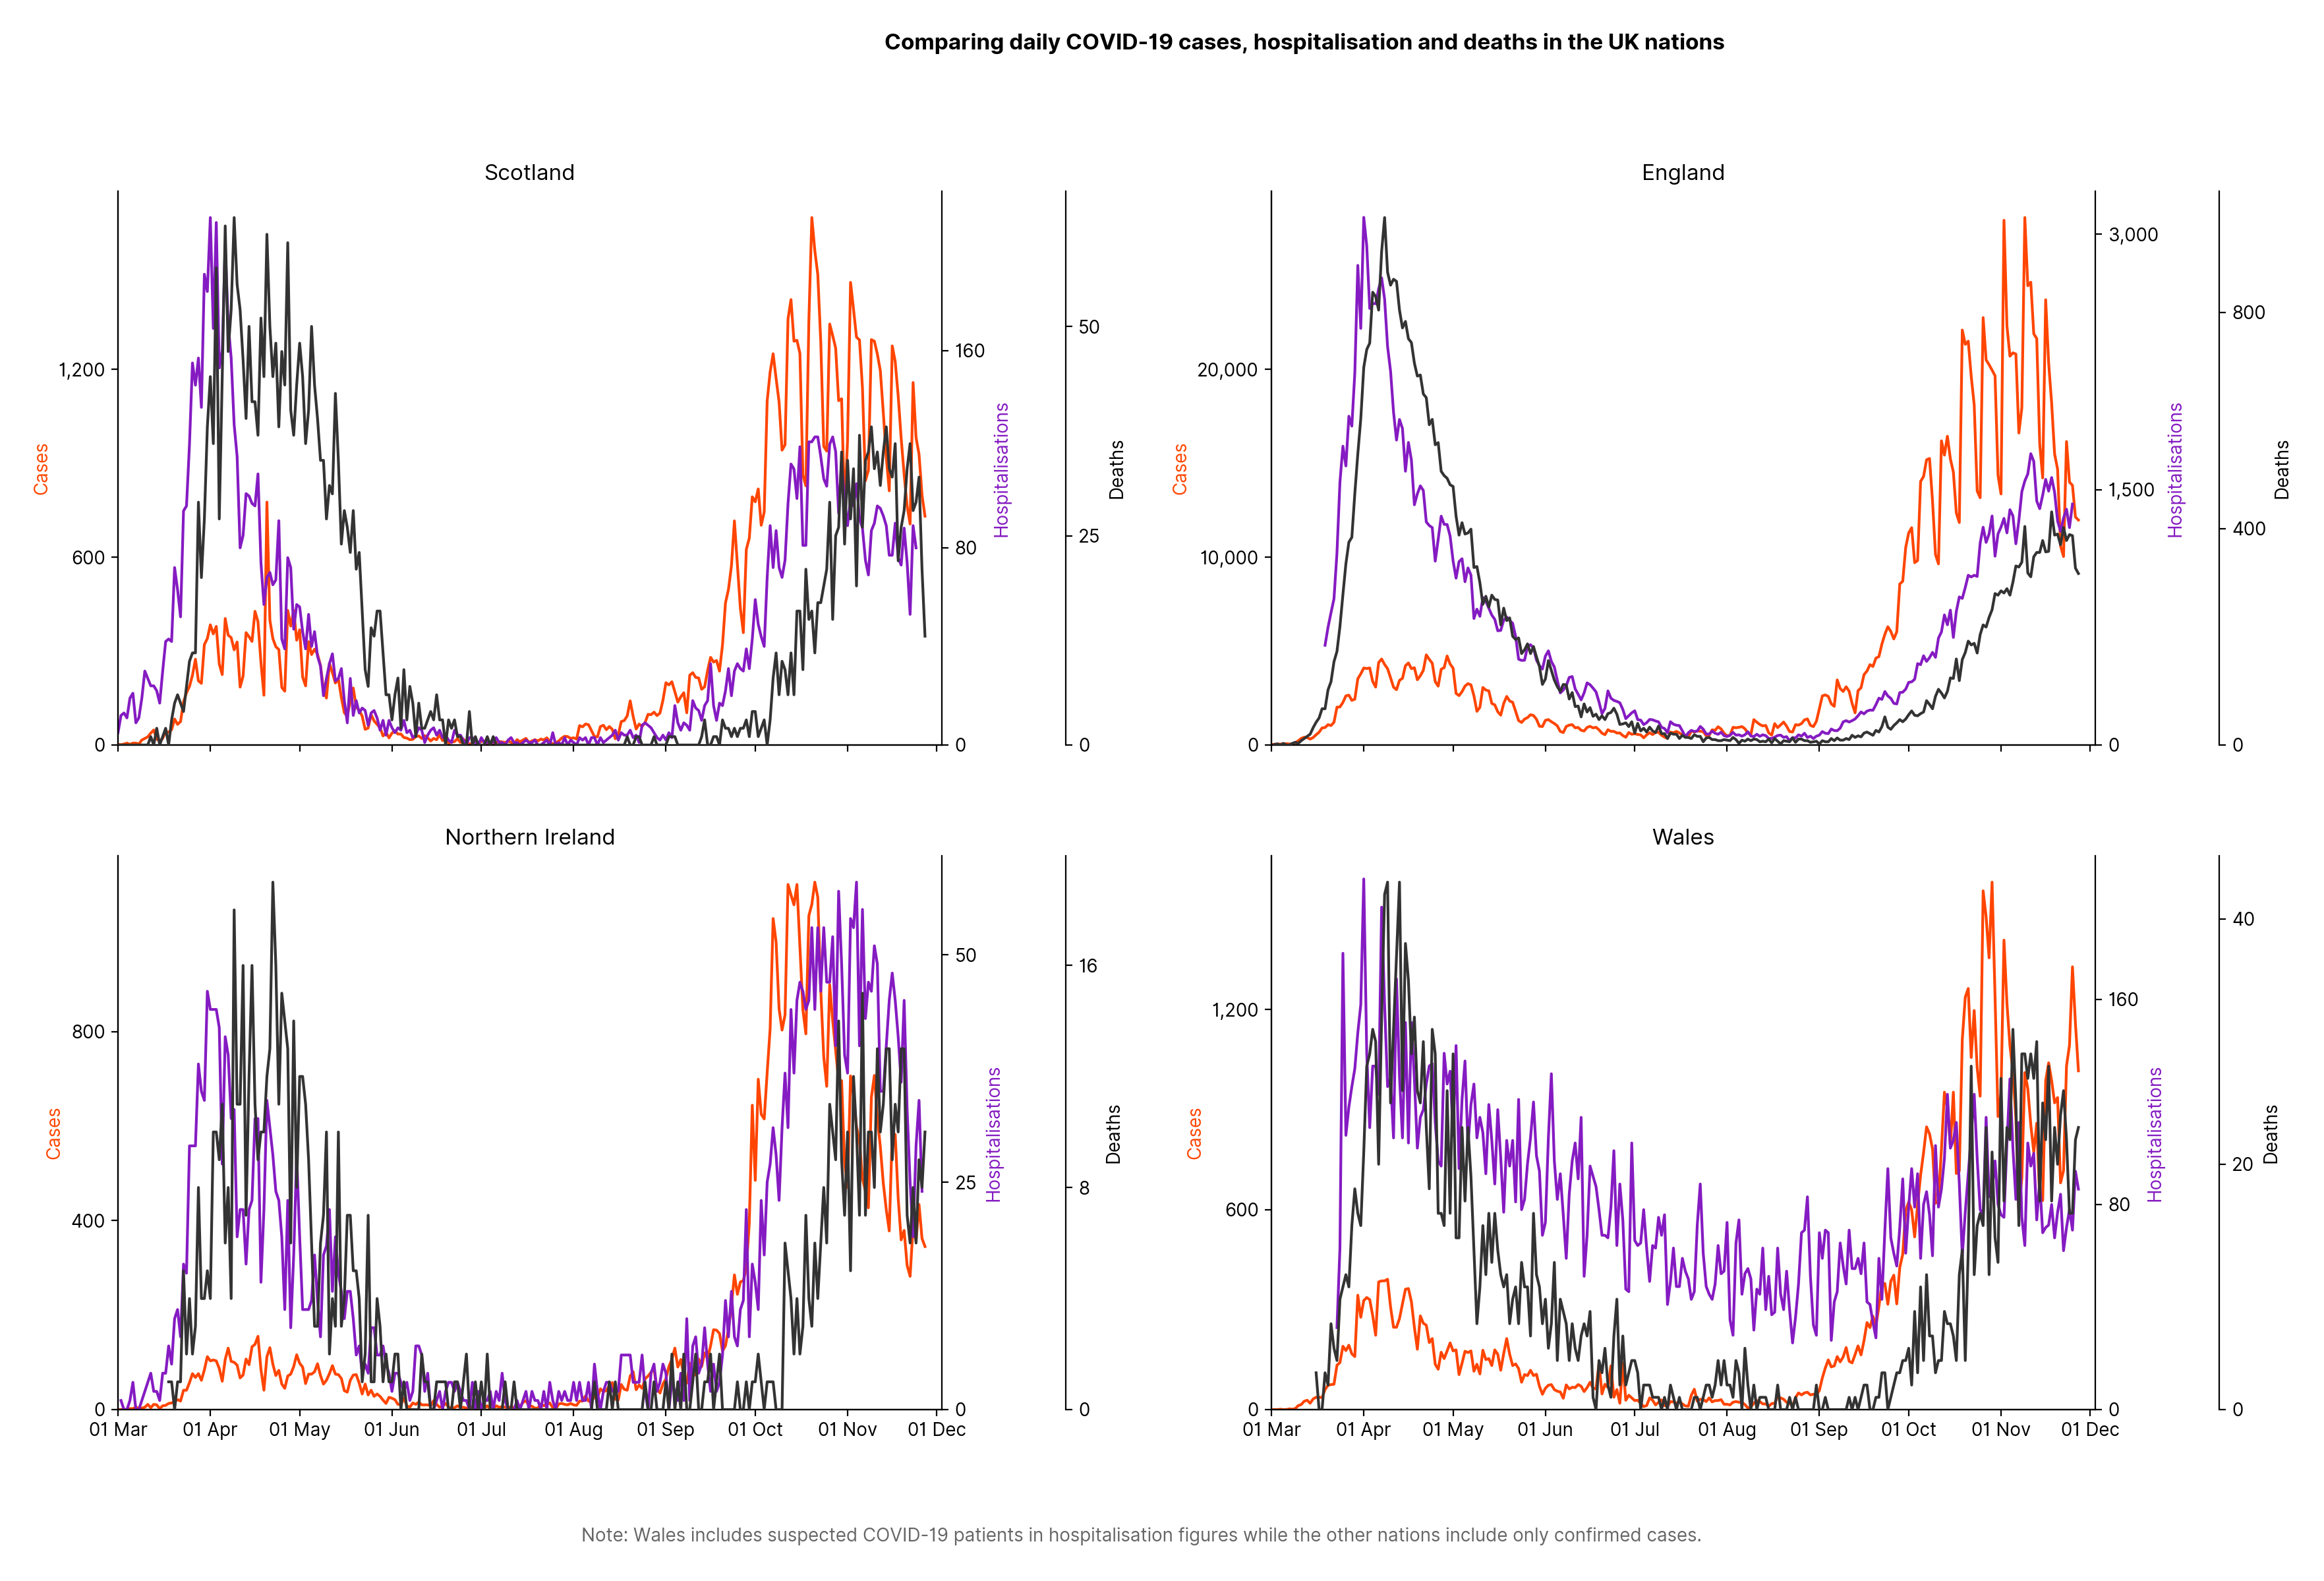 Comparing daily COVID-19 cases, hospitalisation and deaths in the UK nations
Scotland
1,200
600
0
Cases
160
80
0
Hospitalisations
50
25
0
Deaths
England
20,000
10,000
0
Cases
3,000
1,500
0
Hospitalisations
800
400
0
Deaths
Northern Ireland
800
400
0
Cases
50
25
0
Hospitalisations
16
8
0
Deaths
01 Mar 01 Apr 01 May 01 Jun 01 Jul 01 Aug 01 Sep 01 Oct 01 Nov 01 Dec
Wales
1,200
600
0
Cases
160
80
0
Hospitalisations
40
20
0
Deaths
01 Mar 01 Apr 01 May 01 Jun 01 Jul 01 Aug 01 Sep 01 Oct 01 Nov 01 Dec
Note: Wales includes suspected COVID-19 patients in hospitalisation figures while the other nations include only confirmed cases.